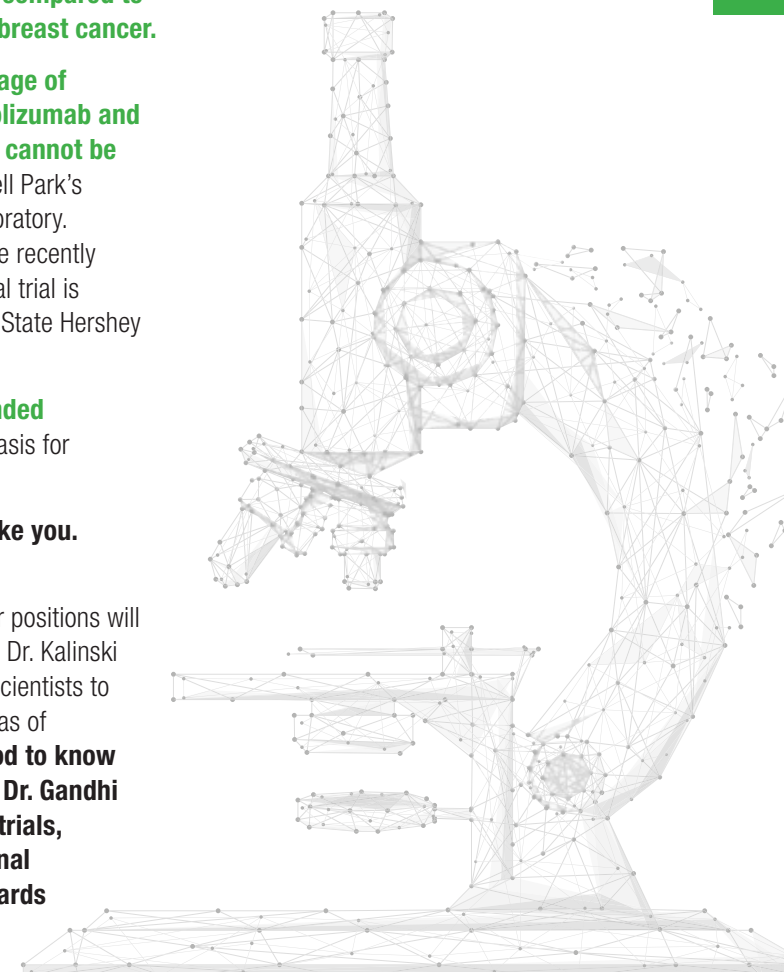 compared to
breast cancer.
age of
olizumab and
cannot be
ell Park’s
oratory.
e recently
al trial is
State Hershey
nded
asis for
ke you.
r positions will
Dr. Kalinski
cientists to
as of
od to know
Dr. Gandhi
trials,
nal
ards